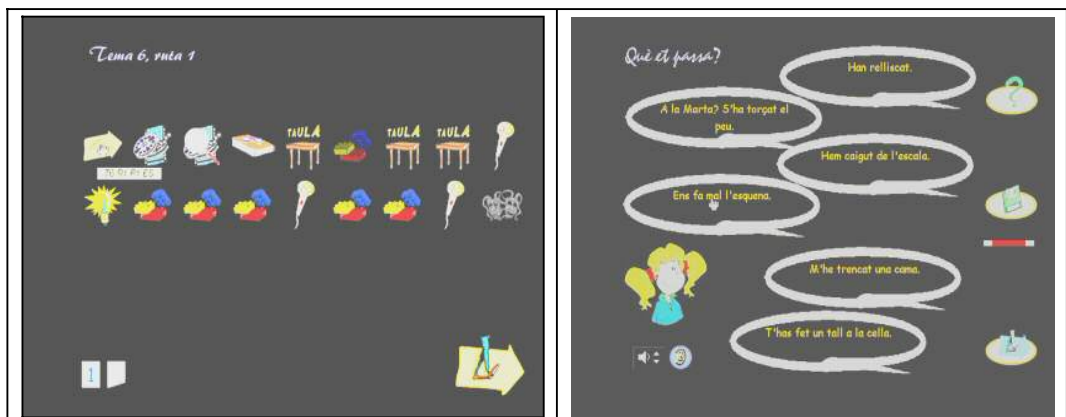 Tema 6, ruta 1
TAULA
TAULA
TAULA
1
Què et passa?
Han relliscat.
A la Marta? S'ha torçat el
peu.
Hem caigut de l'escala.
Ens fa mal l'esquena.
M'he trencat una cama.
T'has fet un tall a la cella.
3